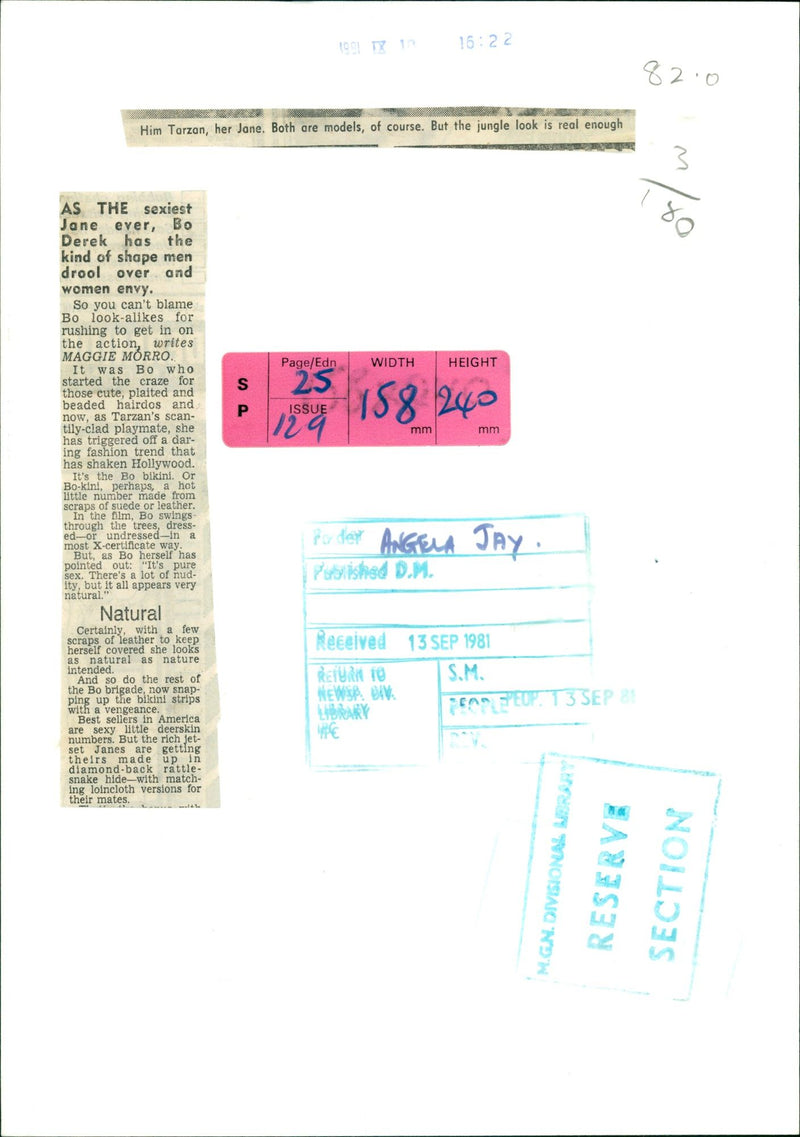 1981 IX 10 16:22
82.0
Him Tarzan, her Jane. Both are models, of course. But the jungle look is real enough
3
1 80
AS THE sexiest
Jane ever, Bo
Derek has the
kind of shape men
drool over and
women envy.
So you can't blame
Bo look-alikes for
rushing to get in on
the action, writes
MAGGIE MORRO.
It was Bo who
started the craze for
those cute, plaited and
beaded hairdos and
now, as Tarzan's scan-
tily-clad playmate, she
has triggered off a dar-
ing fashion trend that
has shaken Hollywood.
It's the Bo bikini. Or
Bo-kini, perhaps, a hot
little number made from
scraps of suede or leather.
In the film, Bo swings
through the trees, dress-
ed—or undressed—in a
most X-certificate way.
But, as Bo herself has
pointed out: "It's pure
sex. There's a lot of nud-
ity, but it all appears very
natural."
Natural
Certainly, with a few
scraps of leather to keep
herself covered she looks
as natural as nature
intended.
And so do the rest of
the Bo brigade, now snap-
ping up the bikini strips
with a vengeance.
Best sellers in America
are sexy little deerskin
numbers. But the rich jet-
set Janes are getting
theirs made up in
diamond-back rattle-
snake hide—with match-
ing loincloth versions for
their mates.
S P
Page/Edn 25
ISSUE 129
WIDTH 158 mm
HEIGHT 240 mm
Folder ANGELA JAY.
Published D.M.
Received 13 SEP 1981
RETURN TO
NEWSP. DIV.
LIBRARY
IPC
S.M.
PEOPLE PEOP. 13 SEP 81
REV.
M.G.N. DIVISIONAL LIBRARY
RESERVE
SECTION